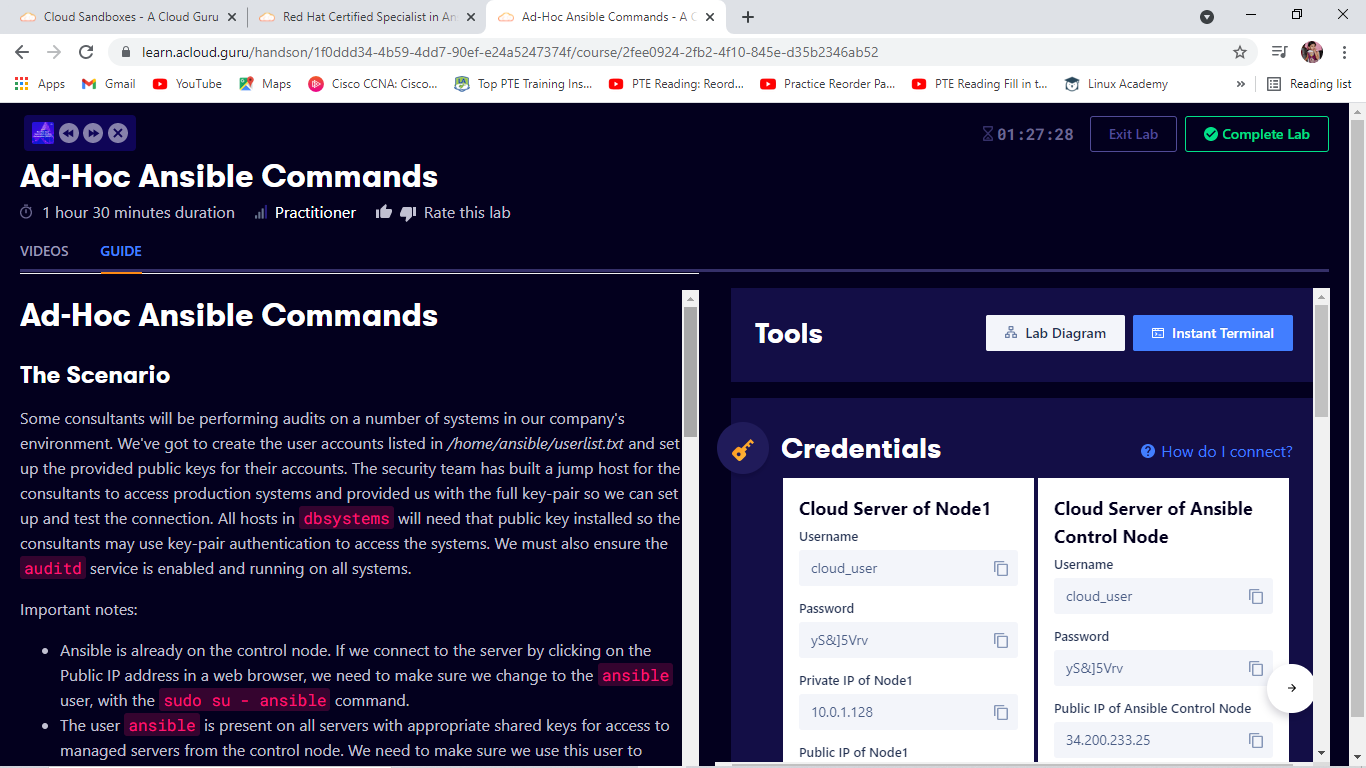 Cloud Sandboxes - A Cloud Guru
Red Hat Certified Specialist in An
Ad-Hoc Ansible Commands - A C
learn.acloud.guru/handson/1f0ddd34-4b59-4dd7-90ef-e24a5247374f/course/2fee0924-2fb2-4f10-845e-d35b2346ab52
Apps
Gmail
YouTube
Maps
Cisco CCNA: Cisco...
Top PTE Training Ins...
PTE Reading: Reord...
Practice Reorder Pa...
PTE Reading Fill in t...
Linux Academy
»
Reading list
01:27:28
Exit Lab
Complete Lab
Ad-Hoc Ansible Commands
1 hour 30 minutes duration
Practitioner
Rate this lab
VIDEOS
GUIDE
Ad-Hoc Ansible Commands
The Scenario
Some consultants will be performing audits on a number of systems in our company's
environment. We've got to create the user accounts listed in /home/ansible/userlist.txt and set
up the provided public keys for their accounts. The security team has built a jump host for the
consultants to access production systems and provided us with the full key-pair so we can set
up and test the connection. All hosts in dbsystems will need that public key installed so the
consultants may use key-pair authentication to access the systems. We must also ensure the
auditd service is enabled and running on all systems.
Important notes:
• Ansible is already on the control node. If we connect to the server by clicking on the
Public IP address in a web browser, we need to make sure we change to the ansible
user, with the sudo su - ansible command.
• The user ansible is present on all servers with appropriate shared keys for access to
managed servers from the control node. We need to make sure we use this user to
Tools
Lab Diagram
Instant Terminal
Credentials
How do I connect?
Cloud Server of Node1
Username
cloud_user
Password
yS&]5Vrv
Private IP of Node1
10.0.1.128
Public IP of Node1
Cloud Server of Ansible
Control Node
Username
cloud_user
Password
yS&]5Vrv
Public IP of Ansible Control Node
34.200.233.25